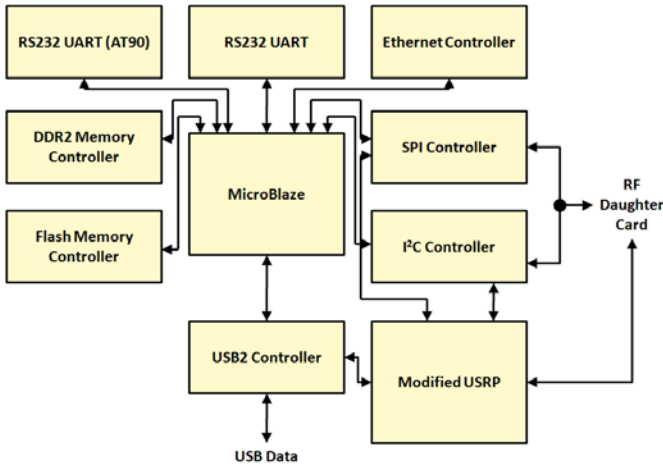 RS232 UART (AT90)
RS232 UART
Ethernet Controller
DDR2 Memory
Controller
MicroBlaze
SPI Controller
Flash Memory
Controller
I²C Controller
RF
Daughter
Card
USB2 Controller
Modified USRP
USB Data